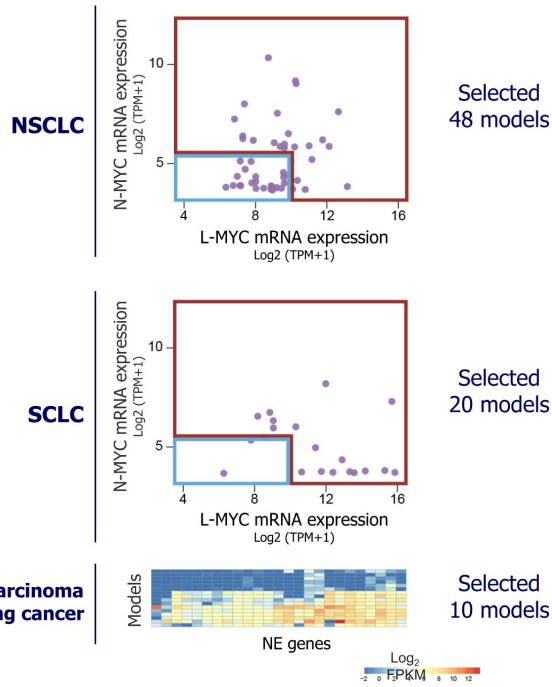 NSCLC
N-MYC mRNA expression
Log2 (TPM+1)
10
5
4
8
12
16
L-MYC mRNA expression
Log2 (TPM+1)
Selected
48 models
SCLC
N-MYC mRNA expression
Log2 (TPM+1)
10
5
4
8
12
16
L-MYC mRNA expression
Log2 (TPM+1)
Selected
20 models
arcinoma
ng cancer
Models
NE genes
Selected
10 models
Log2
FPKM
-2 0 2 6 8 10 12